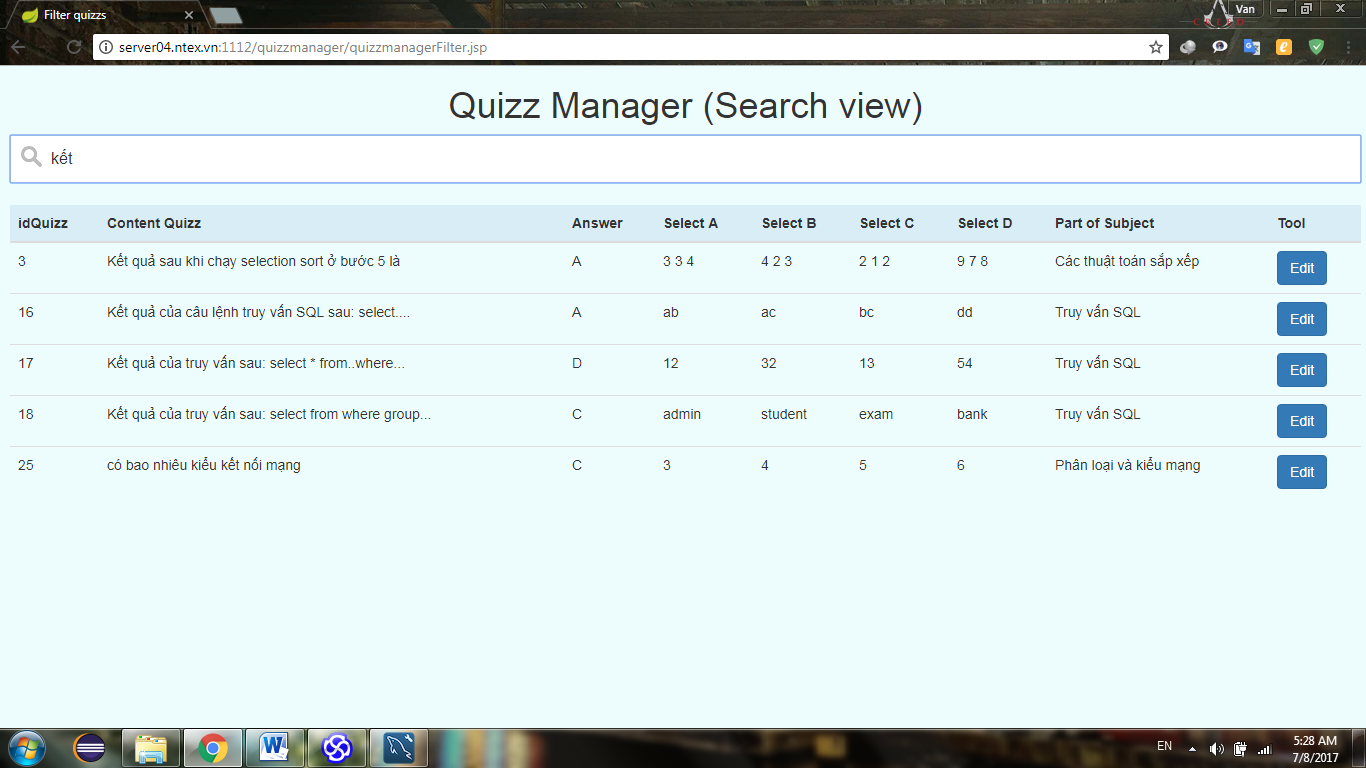 Filter quizzs
Van
server04.ntex.vn:1112/quizzmanager/quizzmanagerFilter.jsp
Quizz Manager (Search view)
kết
idQuizz Content Quizz Answer Select A Select B Select C Select D Part of Subject Tool
3 Kết quả sau khi chạy selection sort ở bước 5 là A 3 3 4 4 2 3 2 1 2 9 7 8 Các thuật toán sắp xếp Edit
16 Kết quả của câu lệnh truy vấn SQL sau: select.... A ab ac bc dd Truy vấn SQL Edit
17 Kết quả của truy vấn sau: select * from..where... D 12 32 13 54 Truy vấn SQL Edit
18 Kết quả của truy vấn sau: select from where group... C admin student exam bank Truy vấn SQL Edit
25 có bao nhiêu kiểu kết nối mạng C 3 4 5 6 Phân loại và kiểu mạng Edit
EN
5:28 AM
7/8/2017